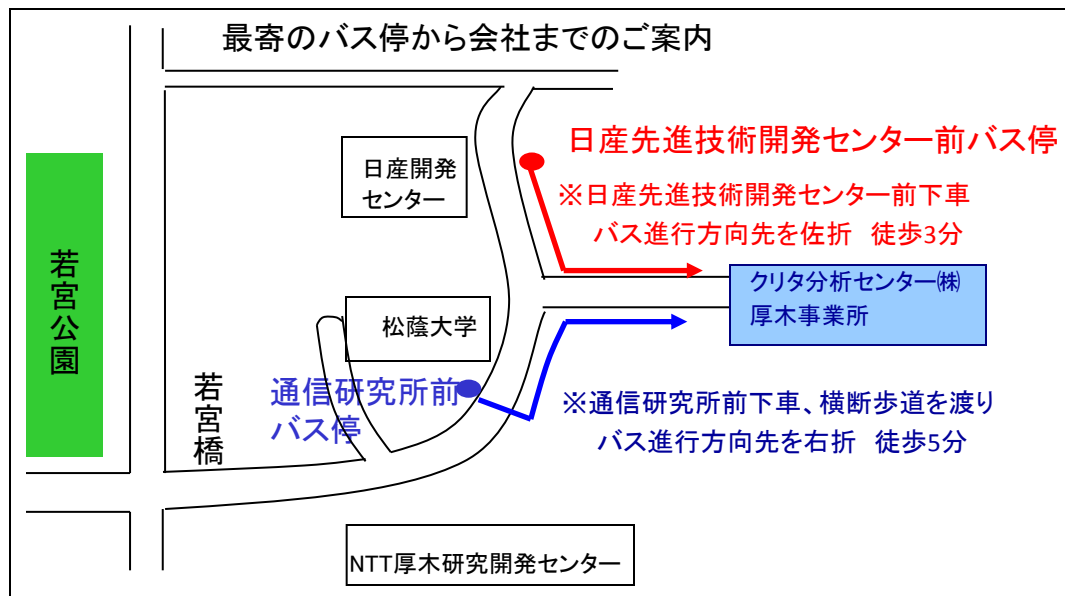 最寄のバス停から会社までのご案内
日産先進技術開発センター前バス停
日産開発
センター
※日産先進技術開発センター前下車
バス進行方向先を佐折　徒歩3分
若宮公園
クリタ分析センター㈱
厚木事業所
松蔭大学
若宮橋
通信研究所前
バス停
※通信研究所前下車、横断歩道を渡り
バス進行方向先を右折　徒歩5分
NTT厚木研究開発センター